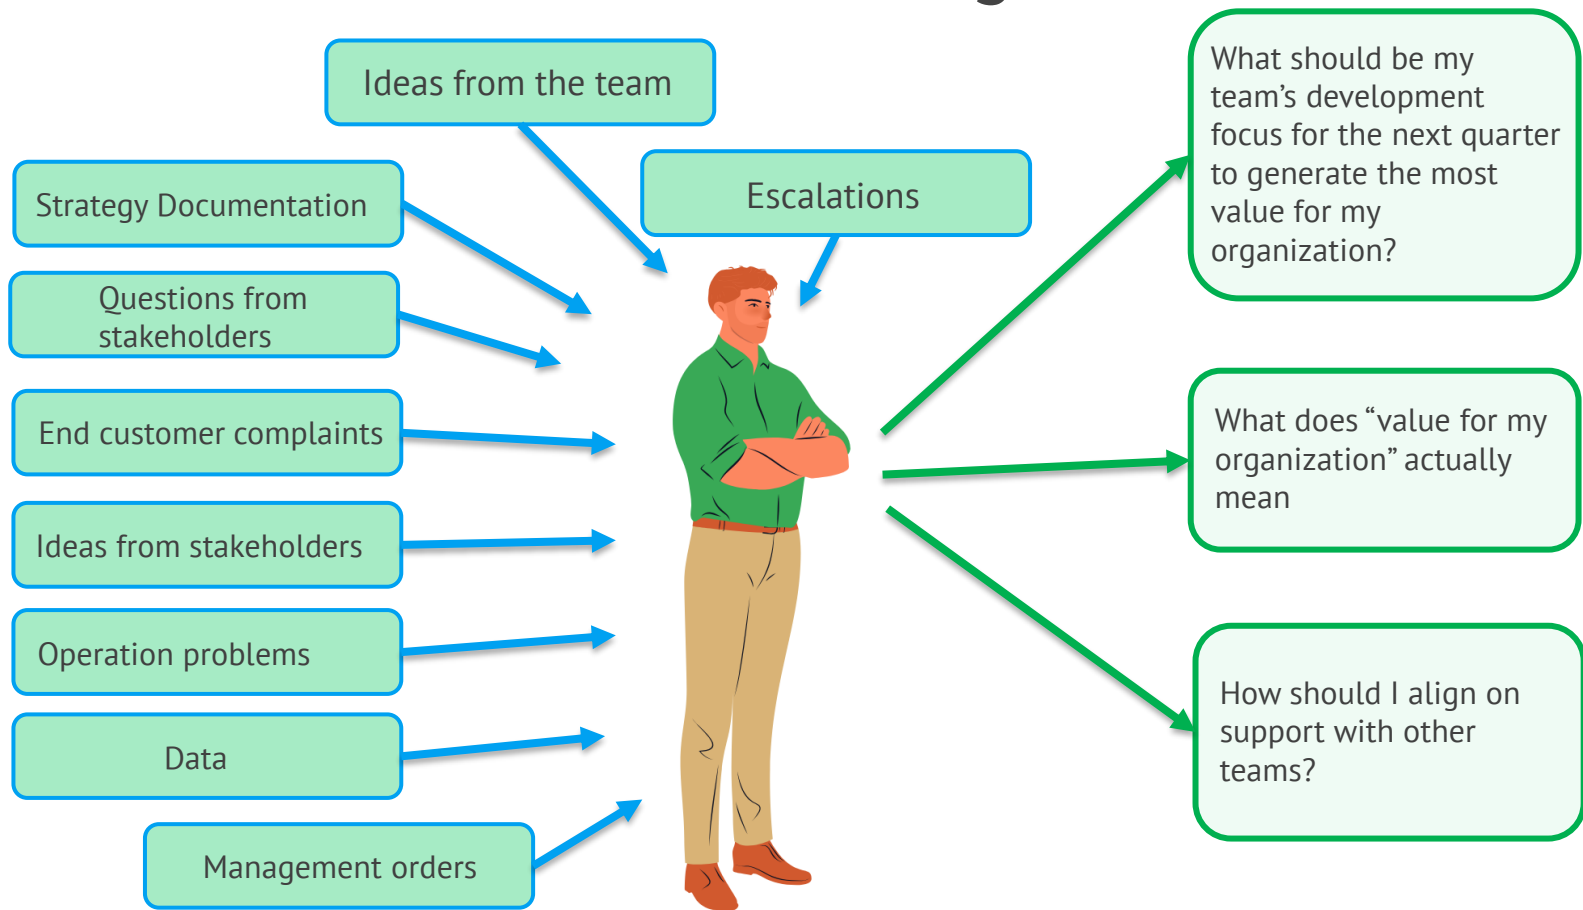 Ideas from the team
Escalations
Strategy Documentation
Questions from
stakeholders
End customer complaints
Ideas from stakeholders
Operation problems
Data
Management orders
What should be my
team’s development
focus for the next quarter
to generate the most
value for my
organization?
What does “value for my
organization” actually
mean
How should I align on
support with other
teams?